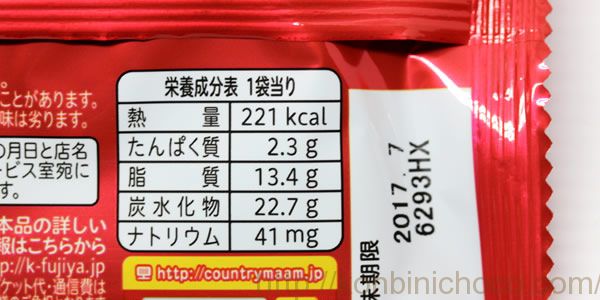 ことがあります。
味は劣ります。
の月日と店名
ービス室宛に
す。
本品の詳しい
報はこちらから
p://k-fujiya.jp
ケット代・通信費は
栄養成分表 1袋当り
熱量 221 kcal
たんぱく質 2.3 g
脂質 13.4 g
炭水化物 22.7 g
ナトリウム 41 mg
http://countrymaam.jp
味期限
2017. 7
6293HX